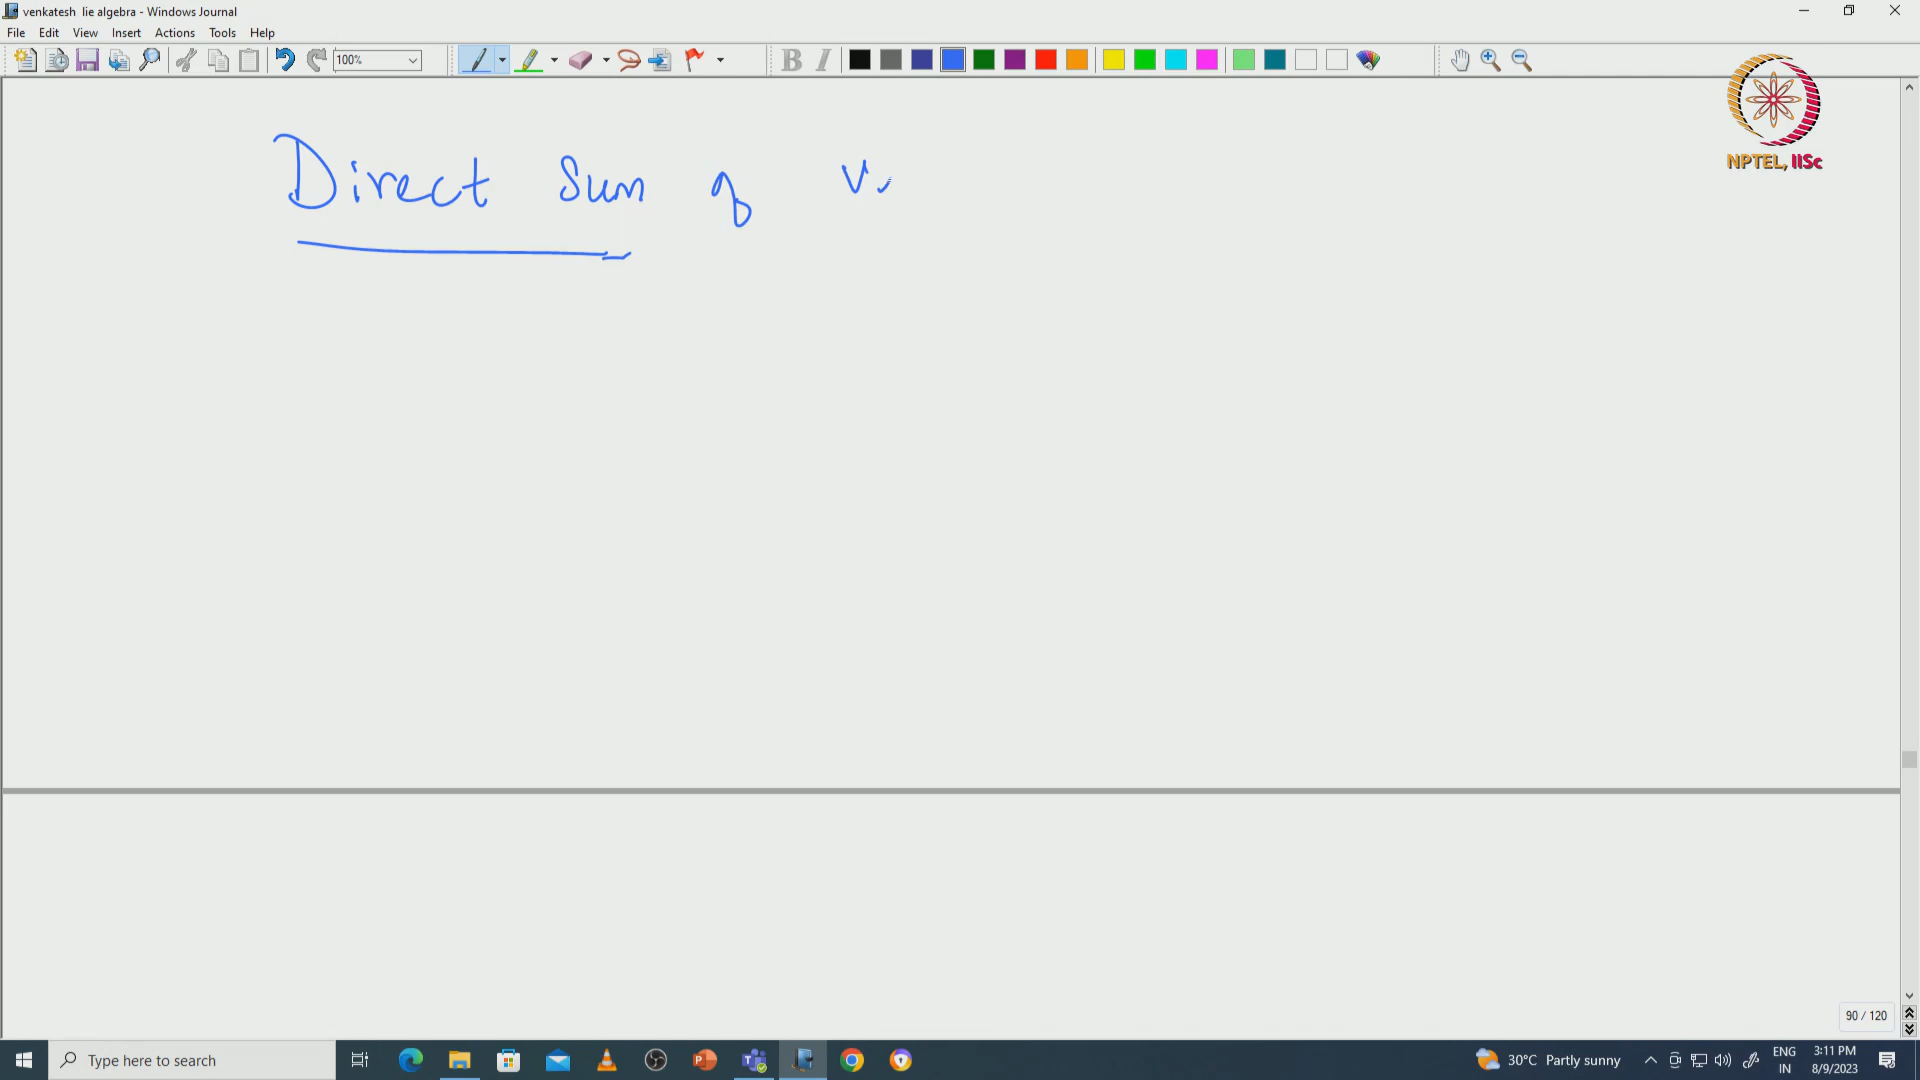 venkatesh lie algebra - Windows Journal
File Edit View Insert Actions Tools Help
100%
B I
NPTEL, IISc
Direct Sum of V.
90 / 120
Type here to search
30°C Partly sunny
ENG
IN
3:11 PM
8/9/2023